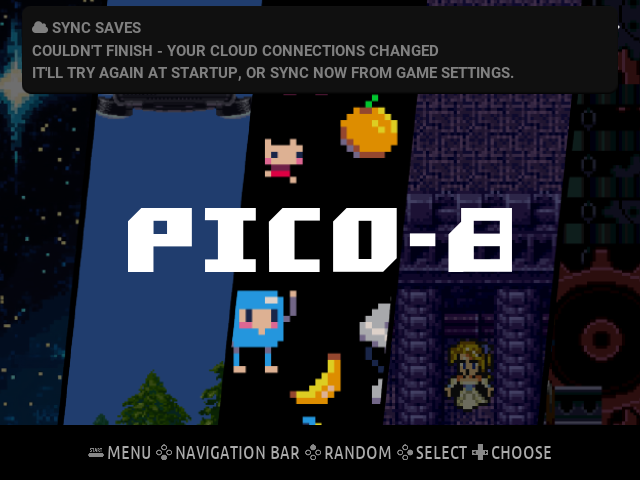 SYNC SAVES
COULDN'T FINISH - YOUR CLOUD CONNECTIONS CHANGED
IT'LL TRY AGAIN AT STARTUP, OR SYNC NOW FROM GAME SETTINGS.
PICO-8
START MENU NAVIGATION BAR RANDOM SELECT CHOOSE